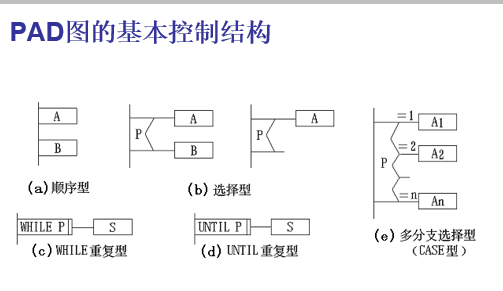 PAD图的基本控制结构
A
B
(a)顺序型
P
A
B
P
A
(b)选择型
P
=1
A1
=2
A2
=n
An
(e)多分支选择型
(CASE型)
WHILE P
S
(c)WHILE重复型
UNTIL P
S
(d)UNTIL重复型